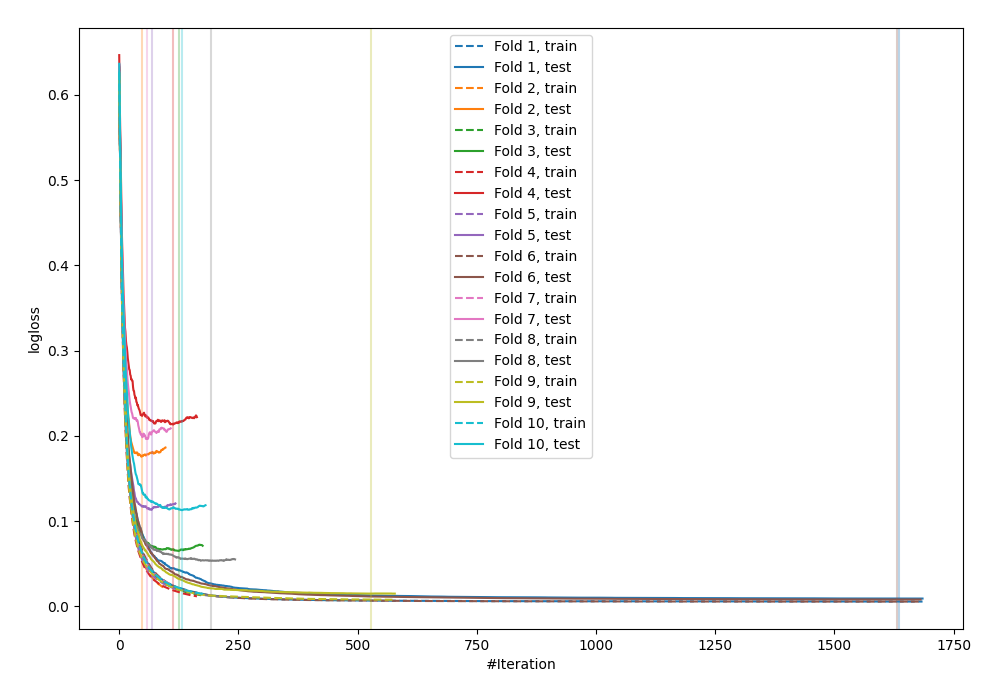 logloss
0.6
0.5
0.4
0.3
0.2
0.1
0.0
Fold 1, train
Fold 1, test
Fold 2, train
Fold 2, test
Fold 3, train
Fold 3, test
Fold 4, train
Fold 4, test
Fold 5, train
Fold 5, test
Fold 6, train
Fold 6, test
Fold 7, train
Fold 7, test
Fold 8, train
Fold 8, test
Fold 9, train
Fold 9, test
Fold 10, train
Fold 10, test
0 250 500 750 1000 1250 1500 1750
#Iteration